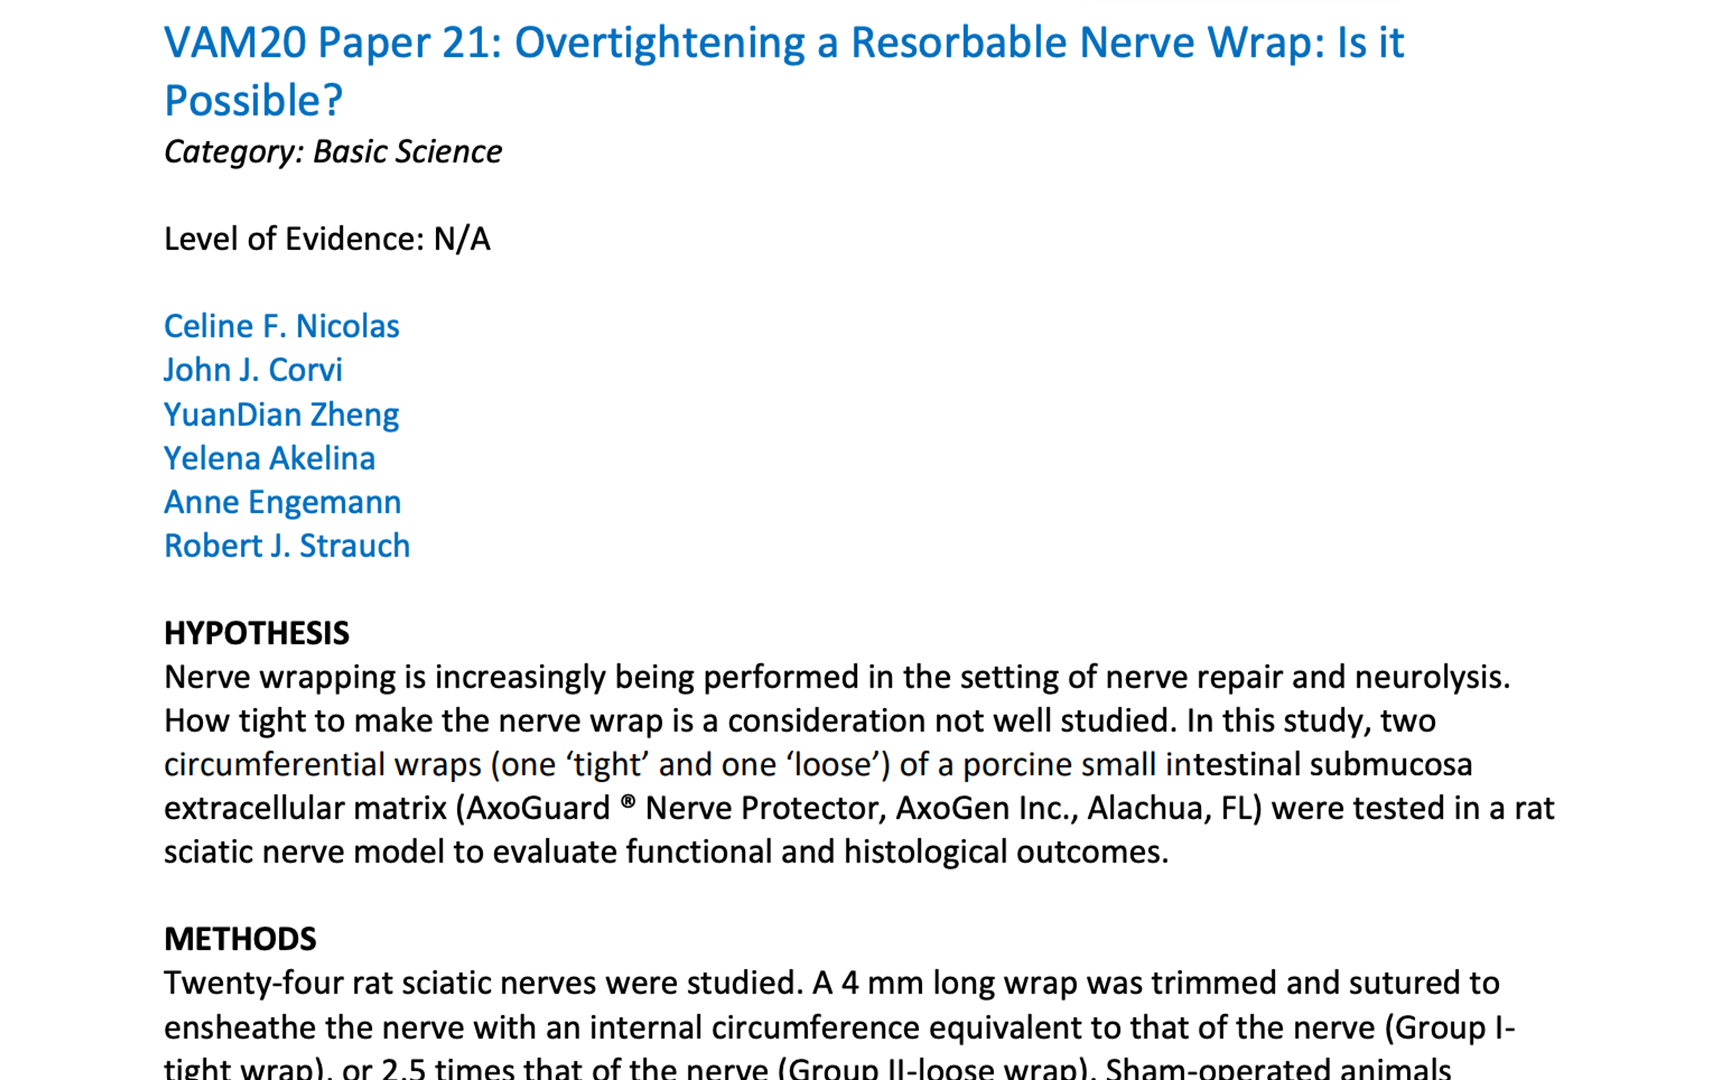 VAM20 Paper 21: Overtightening a Resorbable Nerve Wrap: Is it
Possible?
Category: Basic Science
Level of Evidence: N/A
Celine F. Nicolas
John J. Corvi
YuanDian Zheng
Yelena Akelina
Anne Engemann
Robert J. Strauch
HYPOTHESIS
Nerve wrapping is increasingly being performed in the setting of nerve repair and neurolysis.
How tight to make the nerve wrap is a consideration not well studied. In this study, two
circumferential wraps (one ‘tight’ and one ‘loose’) of a porcine small intestinal submucosa
extracellular matrix (AxoGuard ® Nerve Protector, AxoGen Inc., Alachua, FL) were tested in a rat
sciatic nerve model to evaluate functional and histological outcomes.
METHODS
Twenty-four rat sciatic nerves were studied. A 4 mm long wrap was trimmed and sutured to
ensheathe the nerve with an internal circumference equivalent to that of the nerve (Group I-
tight wrap), or 2.5 times that of the nerve (Group II-loose wrap). Sham-operated animals